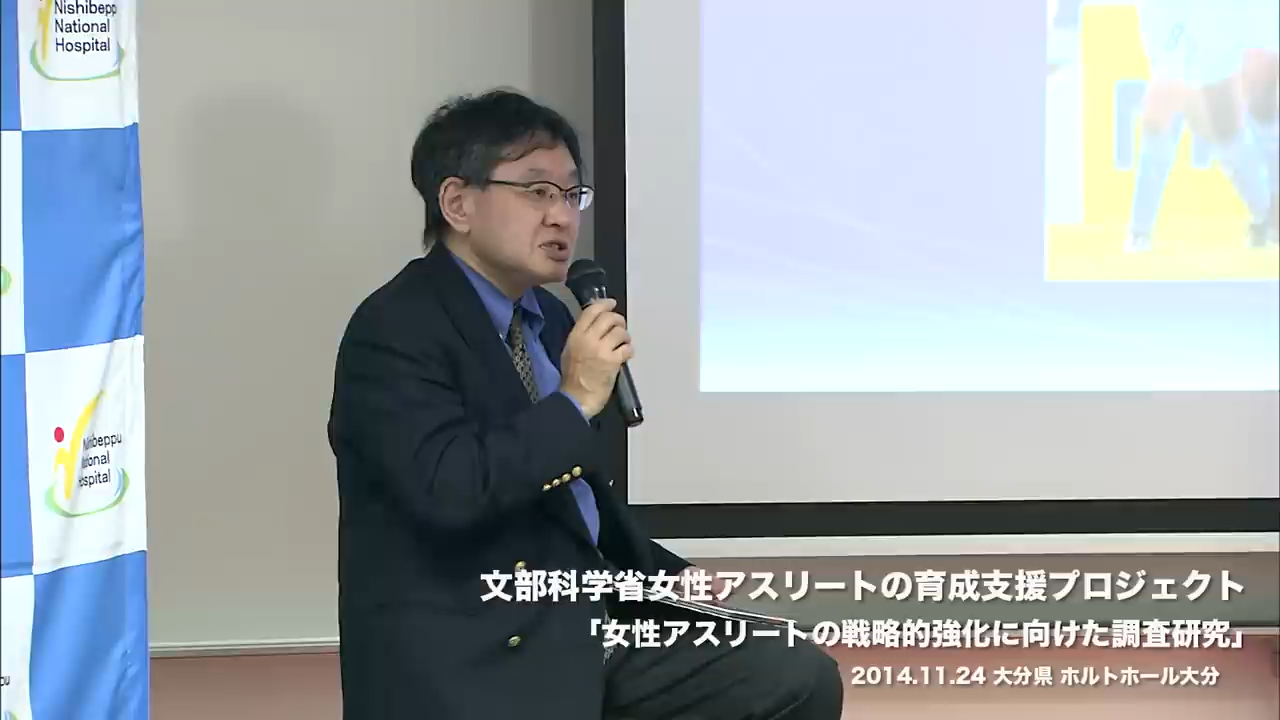 Nishibepp
National
Hospital
Nishibeppu
National
Hospital
文部科学省女性アスリートの育成支援プロジェクト
「女性アスリートの戦略的強化に向けた調査研究」
2014.11.24 大分県 ホルトホール大分